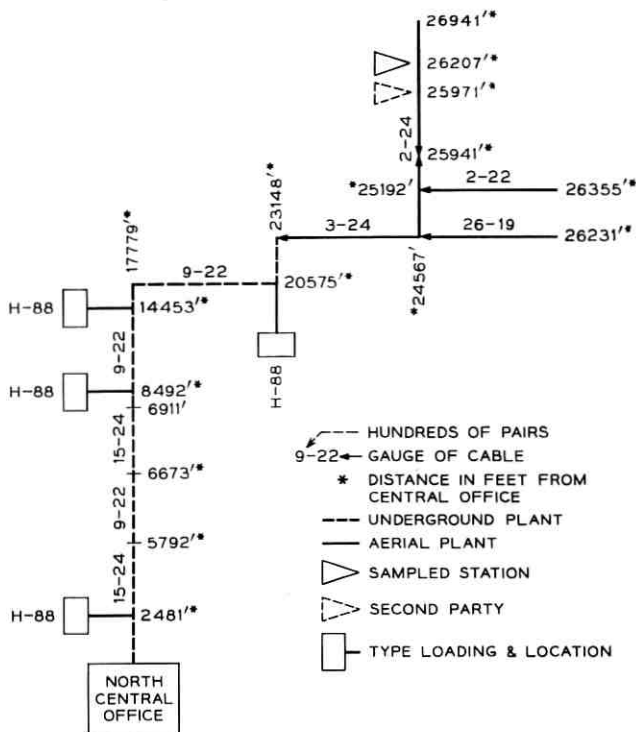 26941'*
26207'*
25971'*
2-24
25941'*
*25192'
2-22
26355'*
23148'*
3-24
26-19
26231'*
*24567'
17779'*
9-22
20575'*
H-88
14453'*
H-88
9-22
H-88
8492'*
6911'
15-24
6673'*
9-22
5792'*
15-24
H-88
2481'*
NORTH
CENTRAL
OFFICE
HUNDREDS OF PAIRS
9-22 GAUGE OF CABLE
* DISTANCE IN FEET FROM
CENTRAL OFFICE
UNDERGROUND PLANT
AERIAL PLANT
SAMPLED STATION
SECOND PARTY
TYPE LOADING & LOCATION